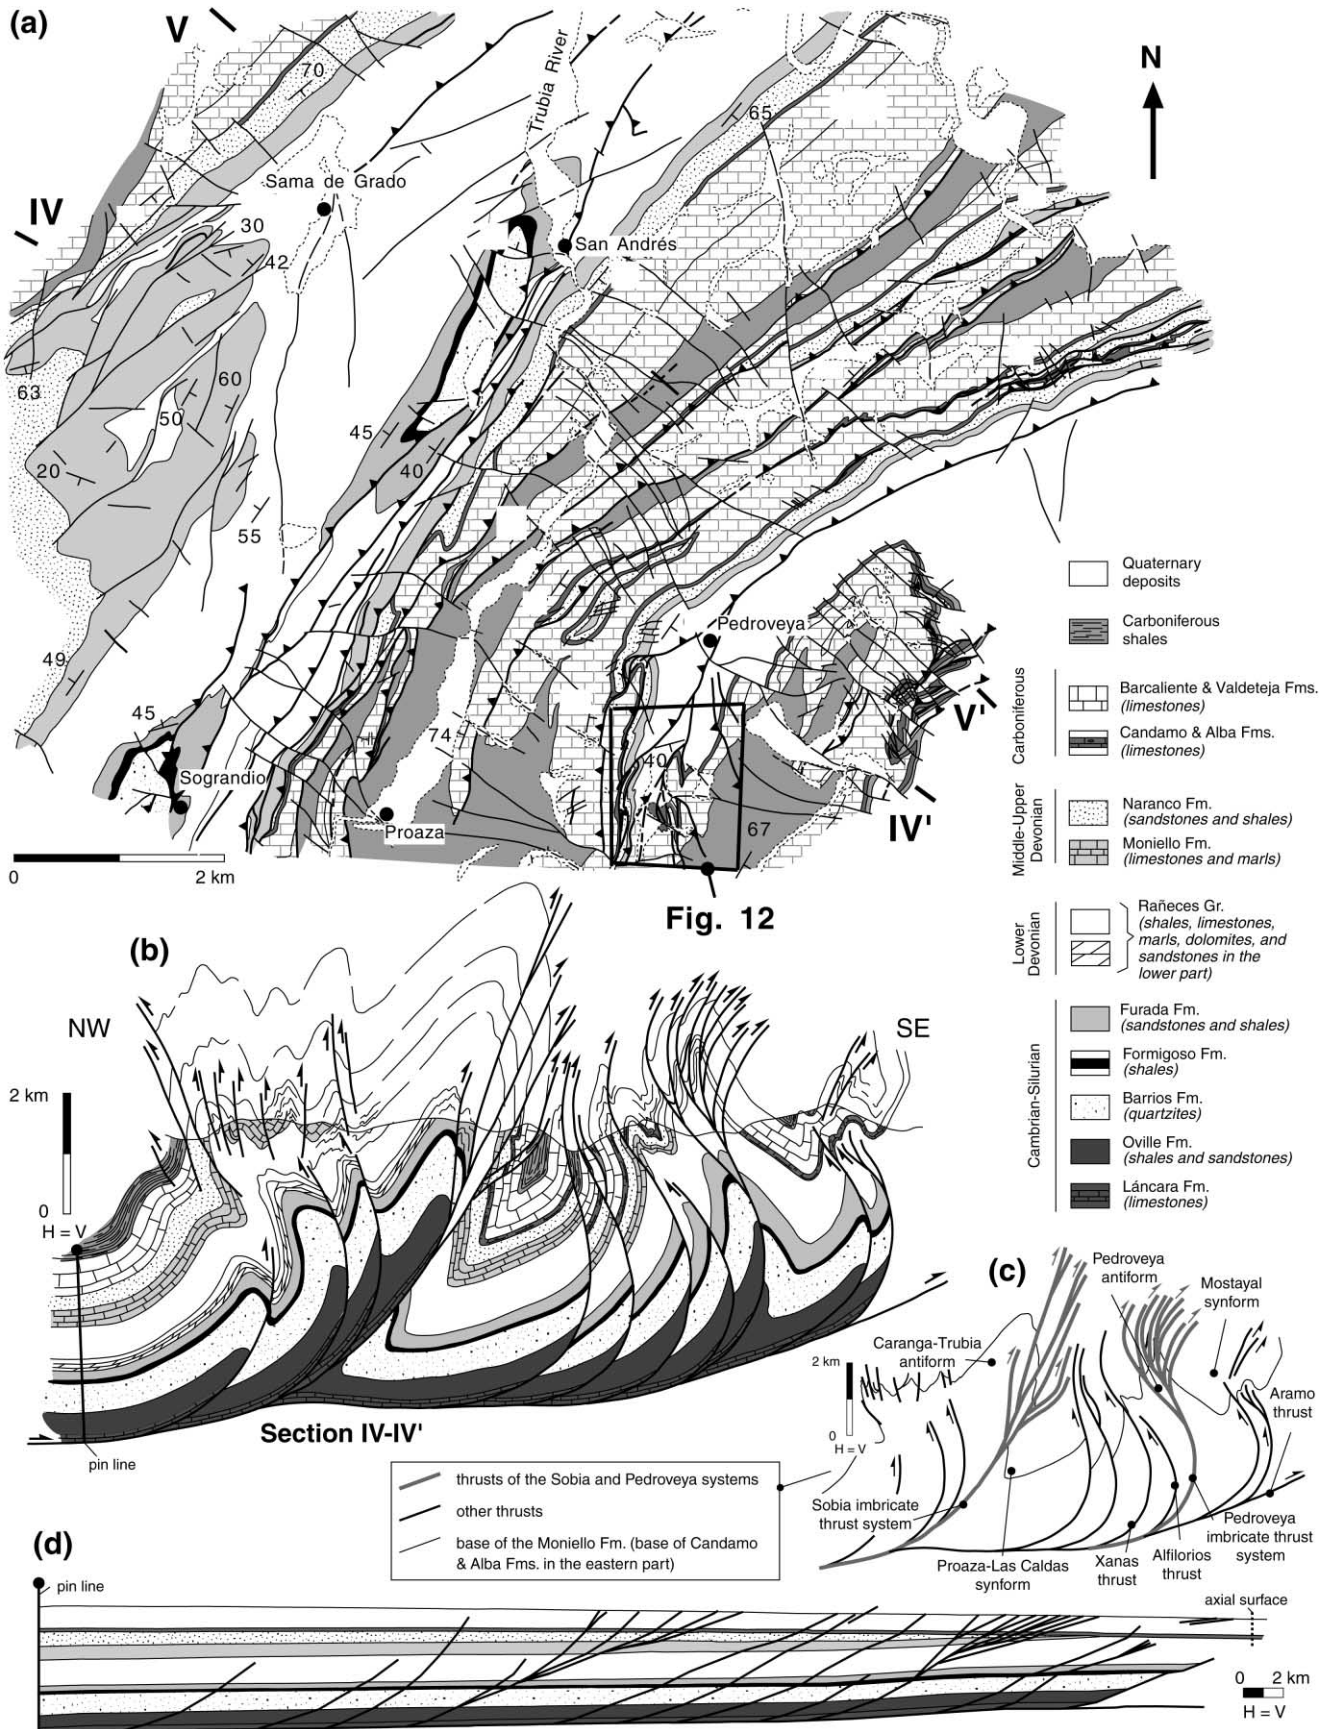 (a)
V
N
70
Trubia River
65
Sama de Grado
IV
30
San Andrés
42
63
60
50
45
20
40
55
49
Pedroveya
45
Sograndio
74
40
V'
Proaza
67
IV'
0
2 km
Fig. 12
Quaternary
deposits
Carboniferous
shales
Carboniferous
Barcaliente & Valdeteja Fms.
(limestones)
Candamo & Alba Fms.
(limestones)
Middle-Upper
Devonian
Naranco Fm.
(sandstones and shales)
Moniello Fm.
(limestones and marls)
Lower
Devonian
Rañeces Gr.
(shales, limestones,
marls, dolomites, and
sandstones in the
lower part)
Cambrian-Silurian
Furada Fm.
(sandstones and shales)
Formigoso Fm.
(shales)
Barrios Fm.
(quartzites)
Oville Fm.
(shales and sandstones)
Láncara Fm.
(limestones)
(b)
NW
SE
2 km
0
H = V
pin line
Section IV-IV'
(c)
Pedroveya
antiform
Mostayal
synform
Caranga-Trubia
antiform
2 km
0
H = V
Aramo
thrust
Sobia imbricate
thrust system
Proaza-Las Caldas
synform
Xanas
thrust
Alfilorios
thrust
Pedroveya
imbricate thrust
system
thrusts of the Sobia and Pedroveya systems
other thrusts
base of the Moniello Fm. (base of Candamo
& Alba Fms. in the eastern part)
(d)
pin line
axial surface
0 2 km
H = V